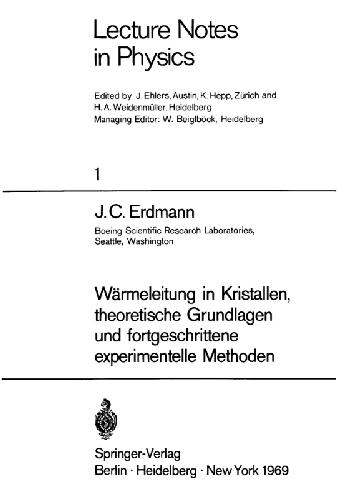 Lecture Notes
in Physics
Edited by J. Ehlers, Austin, K. Hepp, Zürich and
H. A. Weidenmüller, Heidelberg
Managing Editor: W. Beiglböck, Heidelberg
1
J. C. Erdmann
Boeing Scientific Research Laboratories,
Seattle, Washington
Wärmeleitung in Kristallen,
theoretische Grundlagen
und fortgeschrittene
experimentelle Methoden
Springer-Verlag
Berlin · Heidelberg · New York 1969